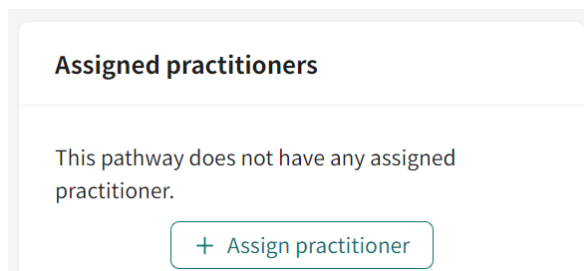 Assigned practitioners
This pathway does not have any assigned
practitioner.
+ Assign practitioner